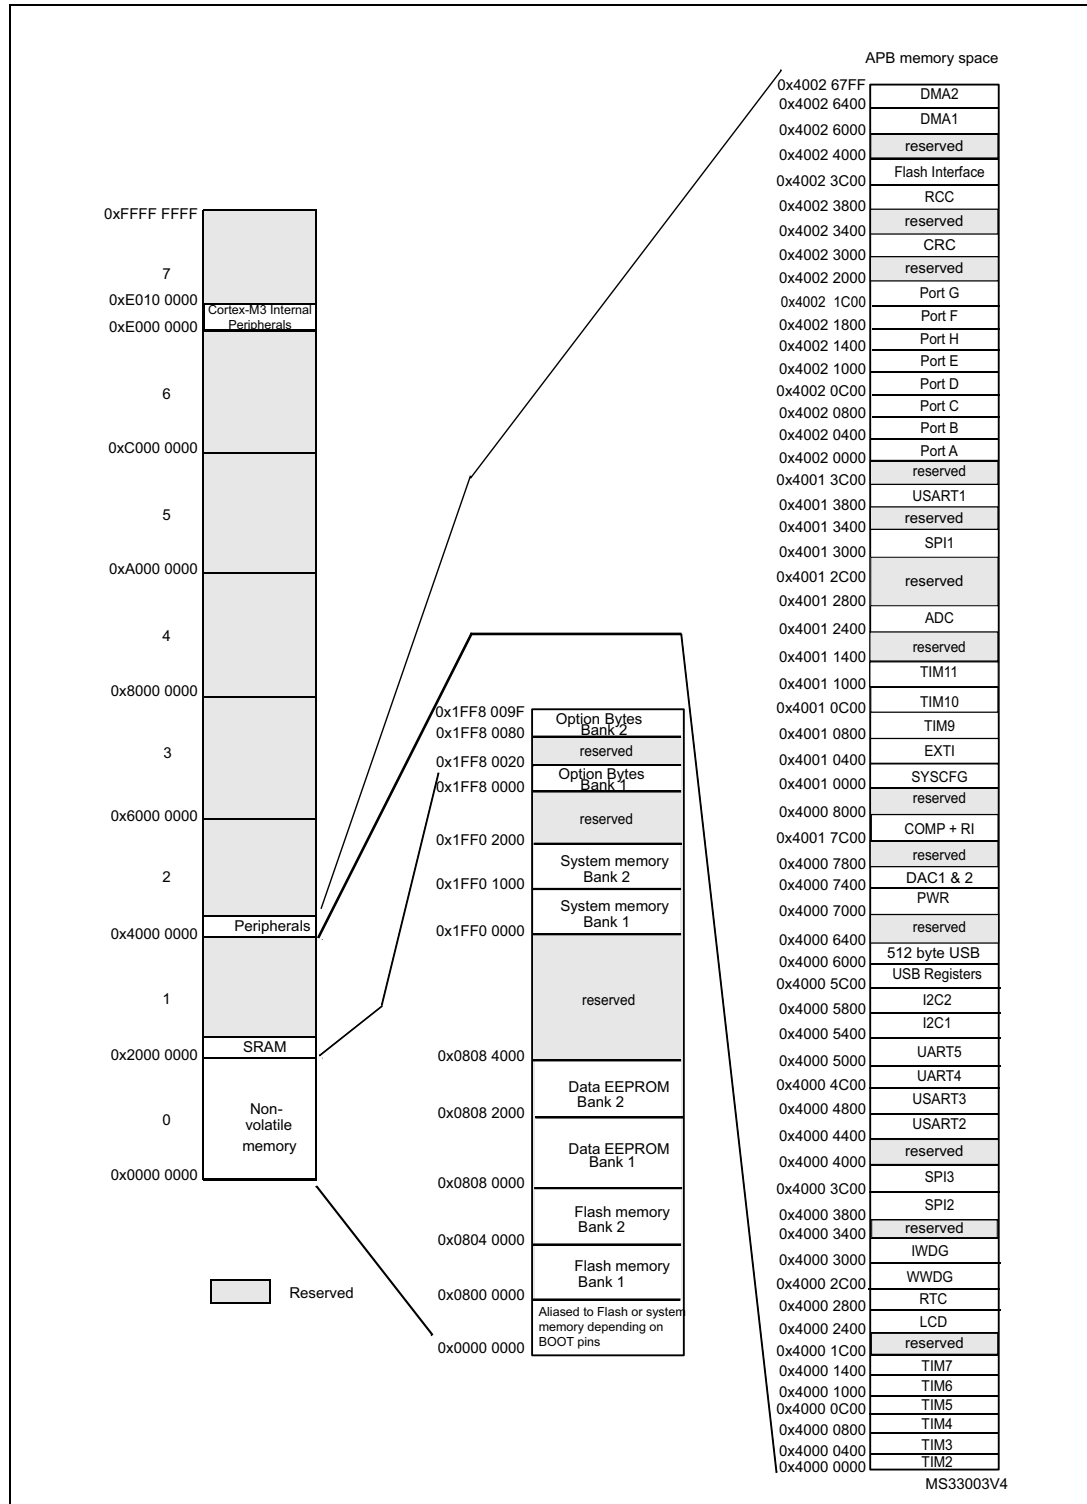 APB memory space
0xFFFF FFFF
7
0xE010 0000
Cortex-M3 Internal
Peripherals
0xE000 0000
6
0xC000 0000
5
0xA000 0000
4
0x8000 0000
3
0x6000 0000
2
Peripherals
0x4000 0000
1
SRAM
0x2000 0000
Non-
volatile
memory
0
0x0000 0000
Reserved
0x1FF8 009F
Option Bytes
Bank 2
0x1FF8 0080
reserved
0x1FF8 0020
Option Bytes
Bank 1
0x1FF8 0000
reserved
0x1FF0 2000
System memory
Bank 2
0x1FF0 1000
System memory
Bank 1
0x1FF0 0000
reserved
0x0808 4000
Data EEPROM
Bank 2
0x0808 2000
Data EEPROM
Bank 1
0x0808 0000
Flash memory
Bank 2
0x0804 0000
Flash memory
Bank 1
0x0800 0000
Aliased to Flash or system
memory depending on
BOOT pins
0x0000 0000
0x4002 67FF
DMA2
0x4002 6400
DMA1
0x4002 6000
reserved
0x4002 4000
Flash Interface
0x4002 3C00
RCC
0x4002 3800
reserved
0x4002 3400
CRC
0x4002 3000
reserved
0x4002 2000
Port G
0x4002 1C00
Port F
0x4002 1800
Port H
0x4002 1400
Port E
0x4002 1000
Port D
0x4002 0C00
Port C
0x4002 0800
Port B
0x4002 0400
Port A
0x4002 0000
reserved
0x4001 3C00
USART1
0x4001 3800
reserved
0x4001 3400
SPI1
0x4001 3000
0x4001 2C00
reserved
0x4001 2800
ADC
0x4001 2400
reserved
0x4001 1400
TIM11
0x4001 1000
TIM10
0x4001 0C00
TIM9
0x4001 0800
EXTI
0x4001 0400
SYSCFG
0x4001 0000
reserved
0x4000 8000
COMP + RI
0x4001 7C00
reserved
0x4000 7800
DAC1 & 2
0x4000 7400
PWR
0x4000 7000
reserved
0x4000 6400
512 byte USB
0x4000 6000
USB Registers
0x4000 5C00
I2C2
0x4000 5800
I2C1
0x4000 5400
UART5
0x4000 5000
UART4
0x4000 4C00
USART3
0x4000 4800
USART2
0x4000 4400
reserved
0x4000 4000
SPI3
0x4000 3C00
SPI2
0x4000 3800
reserved
0x4000 3400
IWDG
0x4000 3000
WWDG
0x4000 2C00
RTC
0x4000 2800
LCD
0x4000 2400
reserved
0x4000 1C00
TIM7
0x4000 1400
TIM6
0x4000 1000
TIM5
0x4000 0C00
TIM4
0x4000 0800
TIM3
0x4000 0400
TIM2
0x4000 0000
MS33003V4